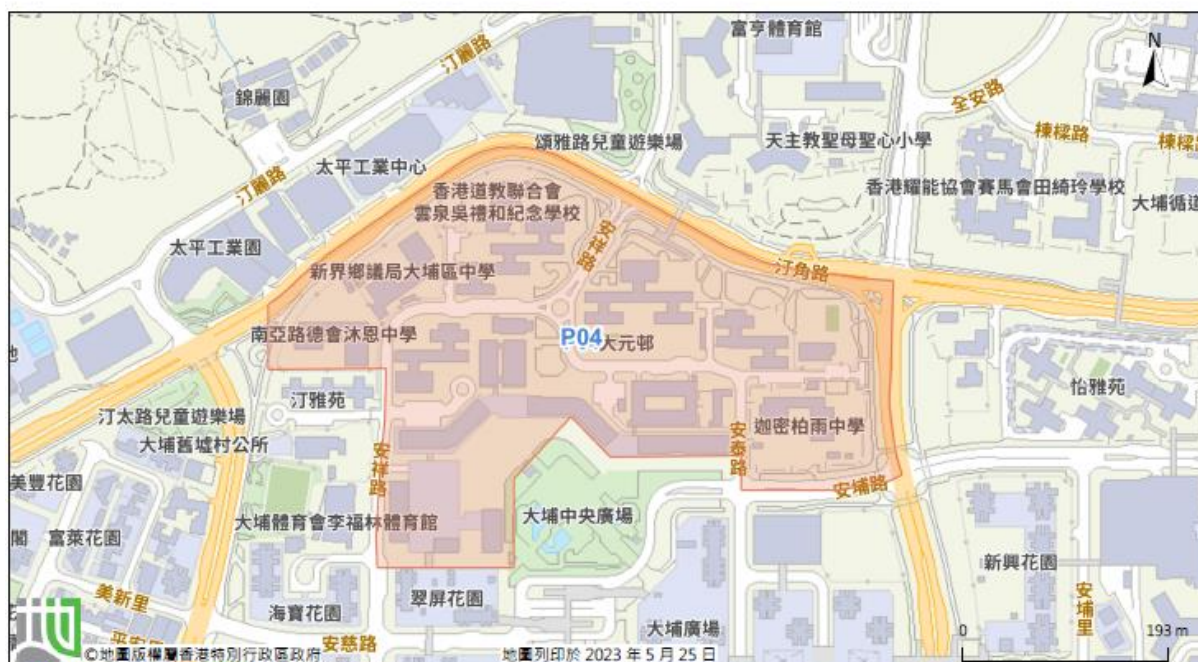 富亨體育館
N
汀麗路
錦麗園
全安路
棟樑路
棟樑
頌雅路兒童遊樂場
天主教聖母聖心小學
太平工業中心
汀麗路
香港道教聯合會
雲泉吳禮和紀念學校
香港耀能協會賽馬會田綺玲學校
大埔循道
安祥路
太平工業園
新界鄉議局大埔區中學
汀角路
南亞路德會沐恩中學
P04
大元邨
地
怡雅苑
汀雅苑
汀太路兒童遊樂場
迦密柏雨中學
大埔舊墟村公所
安泰路
安祥路
美豐花園
安埔路
大埔體育會李福林體育館
大埔中央廣場
閣
富萊花園
新興花園
美新里
翠屏花園
海寶花園
安埔里
大埔廣場
0
193 m
安慈路
©地圖版權屬香港特別行政區政府
地圖列印於 2023 年 5 月 25 日